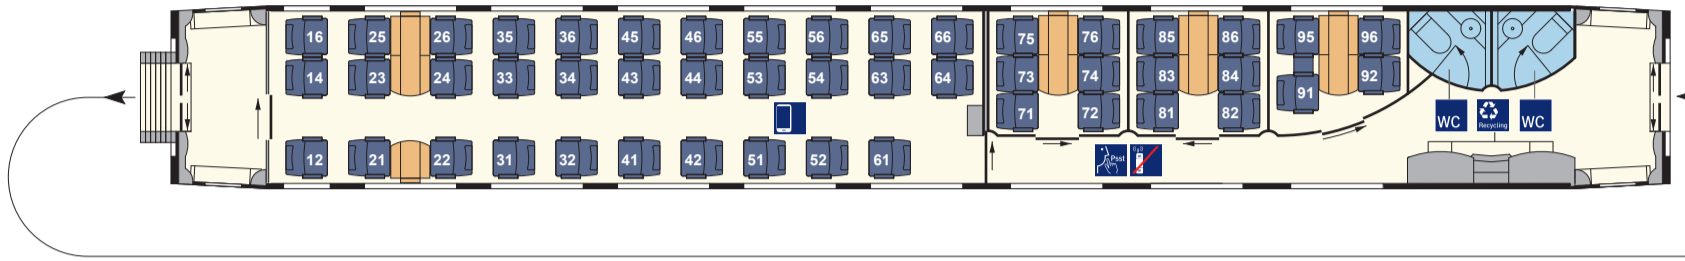 16 25 26 35 36 45 46 55 56 65 66 75 76 85 86 95 96
14 23 24 33 34 43 44 53 54 63 64 73 74 83 84 92
91
71 72 81 82
WC Recycling WC
12 21 22 31 32 41 42 51 52 61
Psst